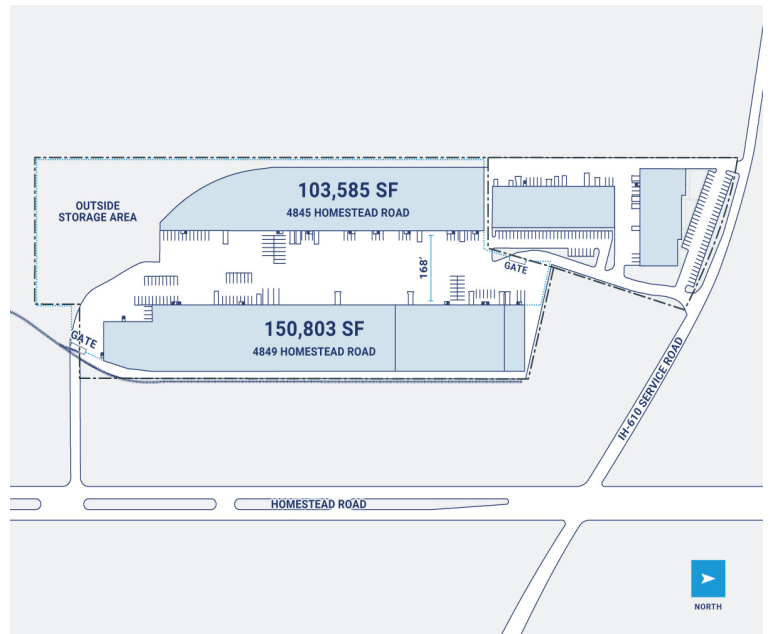 103,585 SF
4845 HOMESTEAD ROAD
OUTSIDE
STORAGE AREA
168'
GATE
GATE
150,803 SF
4849 HOMESTEAD ROAD
IH-610 SERVICE ROAD
HOMESTEAD ROAD
NORTH